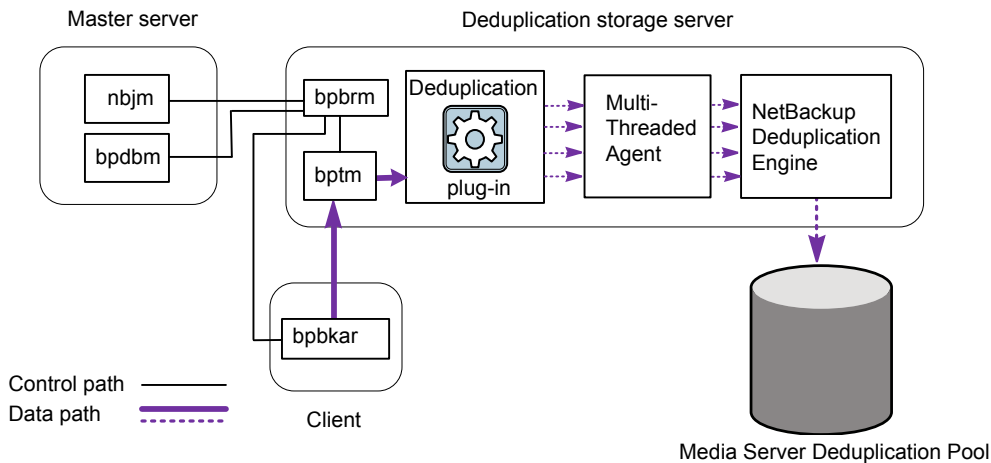 Master server
Deduplication storage server
nbjm
bpdbm
bpbrm
bptm
Deduplication
plug-in
Multi-
Threaded
Agent
NetBackup
Deduplication
Engine
bpbkar
Client
Control path
Data path
Media Server Deduplication Pool